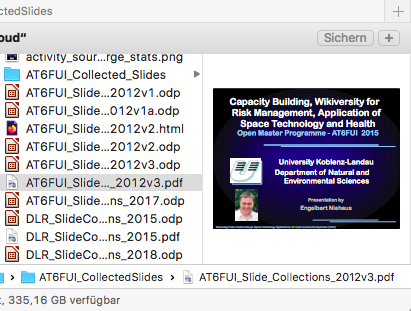 ctedSlides
oud“
Sichern
+
activity_sour...rge_stats.png
AT6FUI_Collected_Slides
AT6FUI_Slide...2012v1.odp
AT6FUI_Slide...012v1a.odp
AT6FUI_Slide...2012v2.html
AT6FUI_Slide...2012v2.odp
AT6FUI_Slide...2012v3.odp
AT6FUI_Slide..._2012v3.pdf
AT6FUI_Slide...ns_2017.odp
DLR_SlideCo...ns_2015.odp
DLR_SlideCo...ns_2015.pdf
DLR_SlideCo...ns_2018.odp
Capacity Building, Wikiversity for
Risk Management, Application of
Space Technology and Health
Open Master Programme - AT6FUI 2015
University Koblenz-Landau
Department of Natural and
Environmental Sciences
Presentation by
Engelbert Niehaus
AT6FUI_CollectedSlides
AT6FUI_Slide_Collections_2012v3.pdf
, 335,16 GB verfügbar